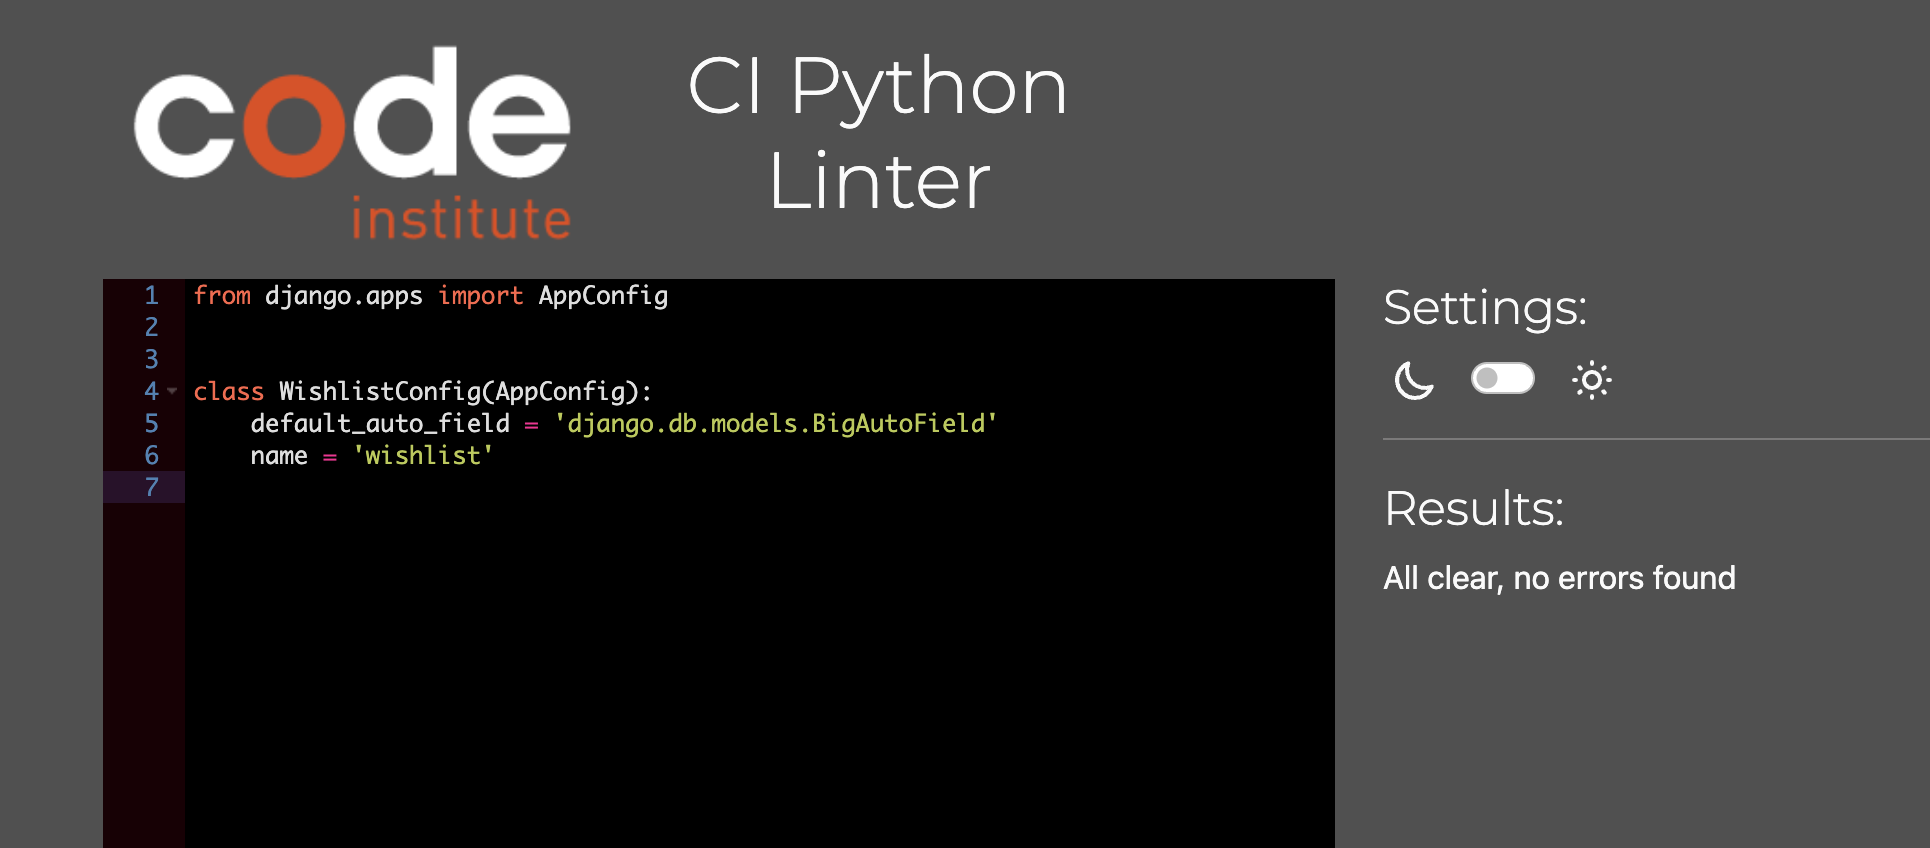 code
institute
CI Python
Linter
1 from django.apps import AppConfig
2
3
4 class WishlistConfig(AppConfig):
5     default_auto_field = 'django.db.models.BigAutoField'
6     name = 'wishlist'
7
Settings:
Results:
All clear, no errors found